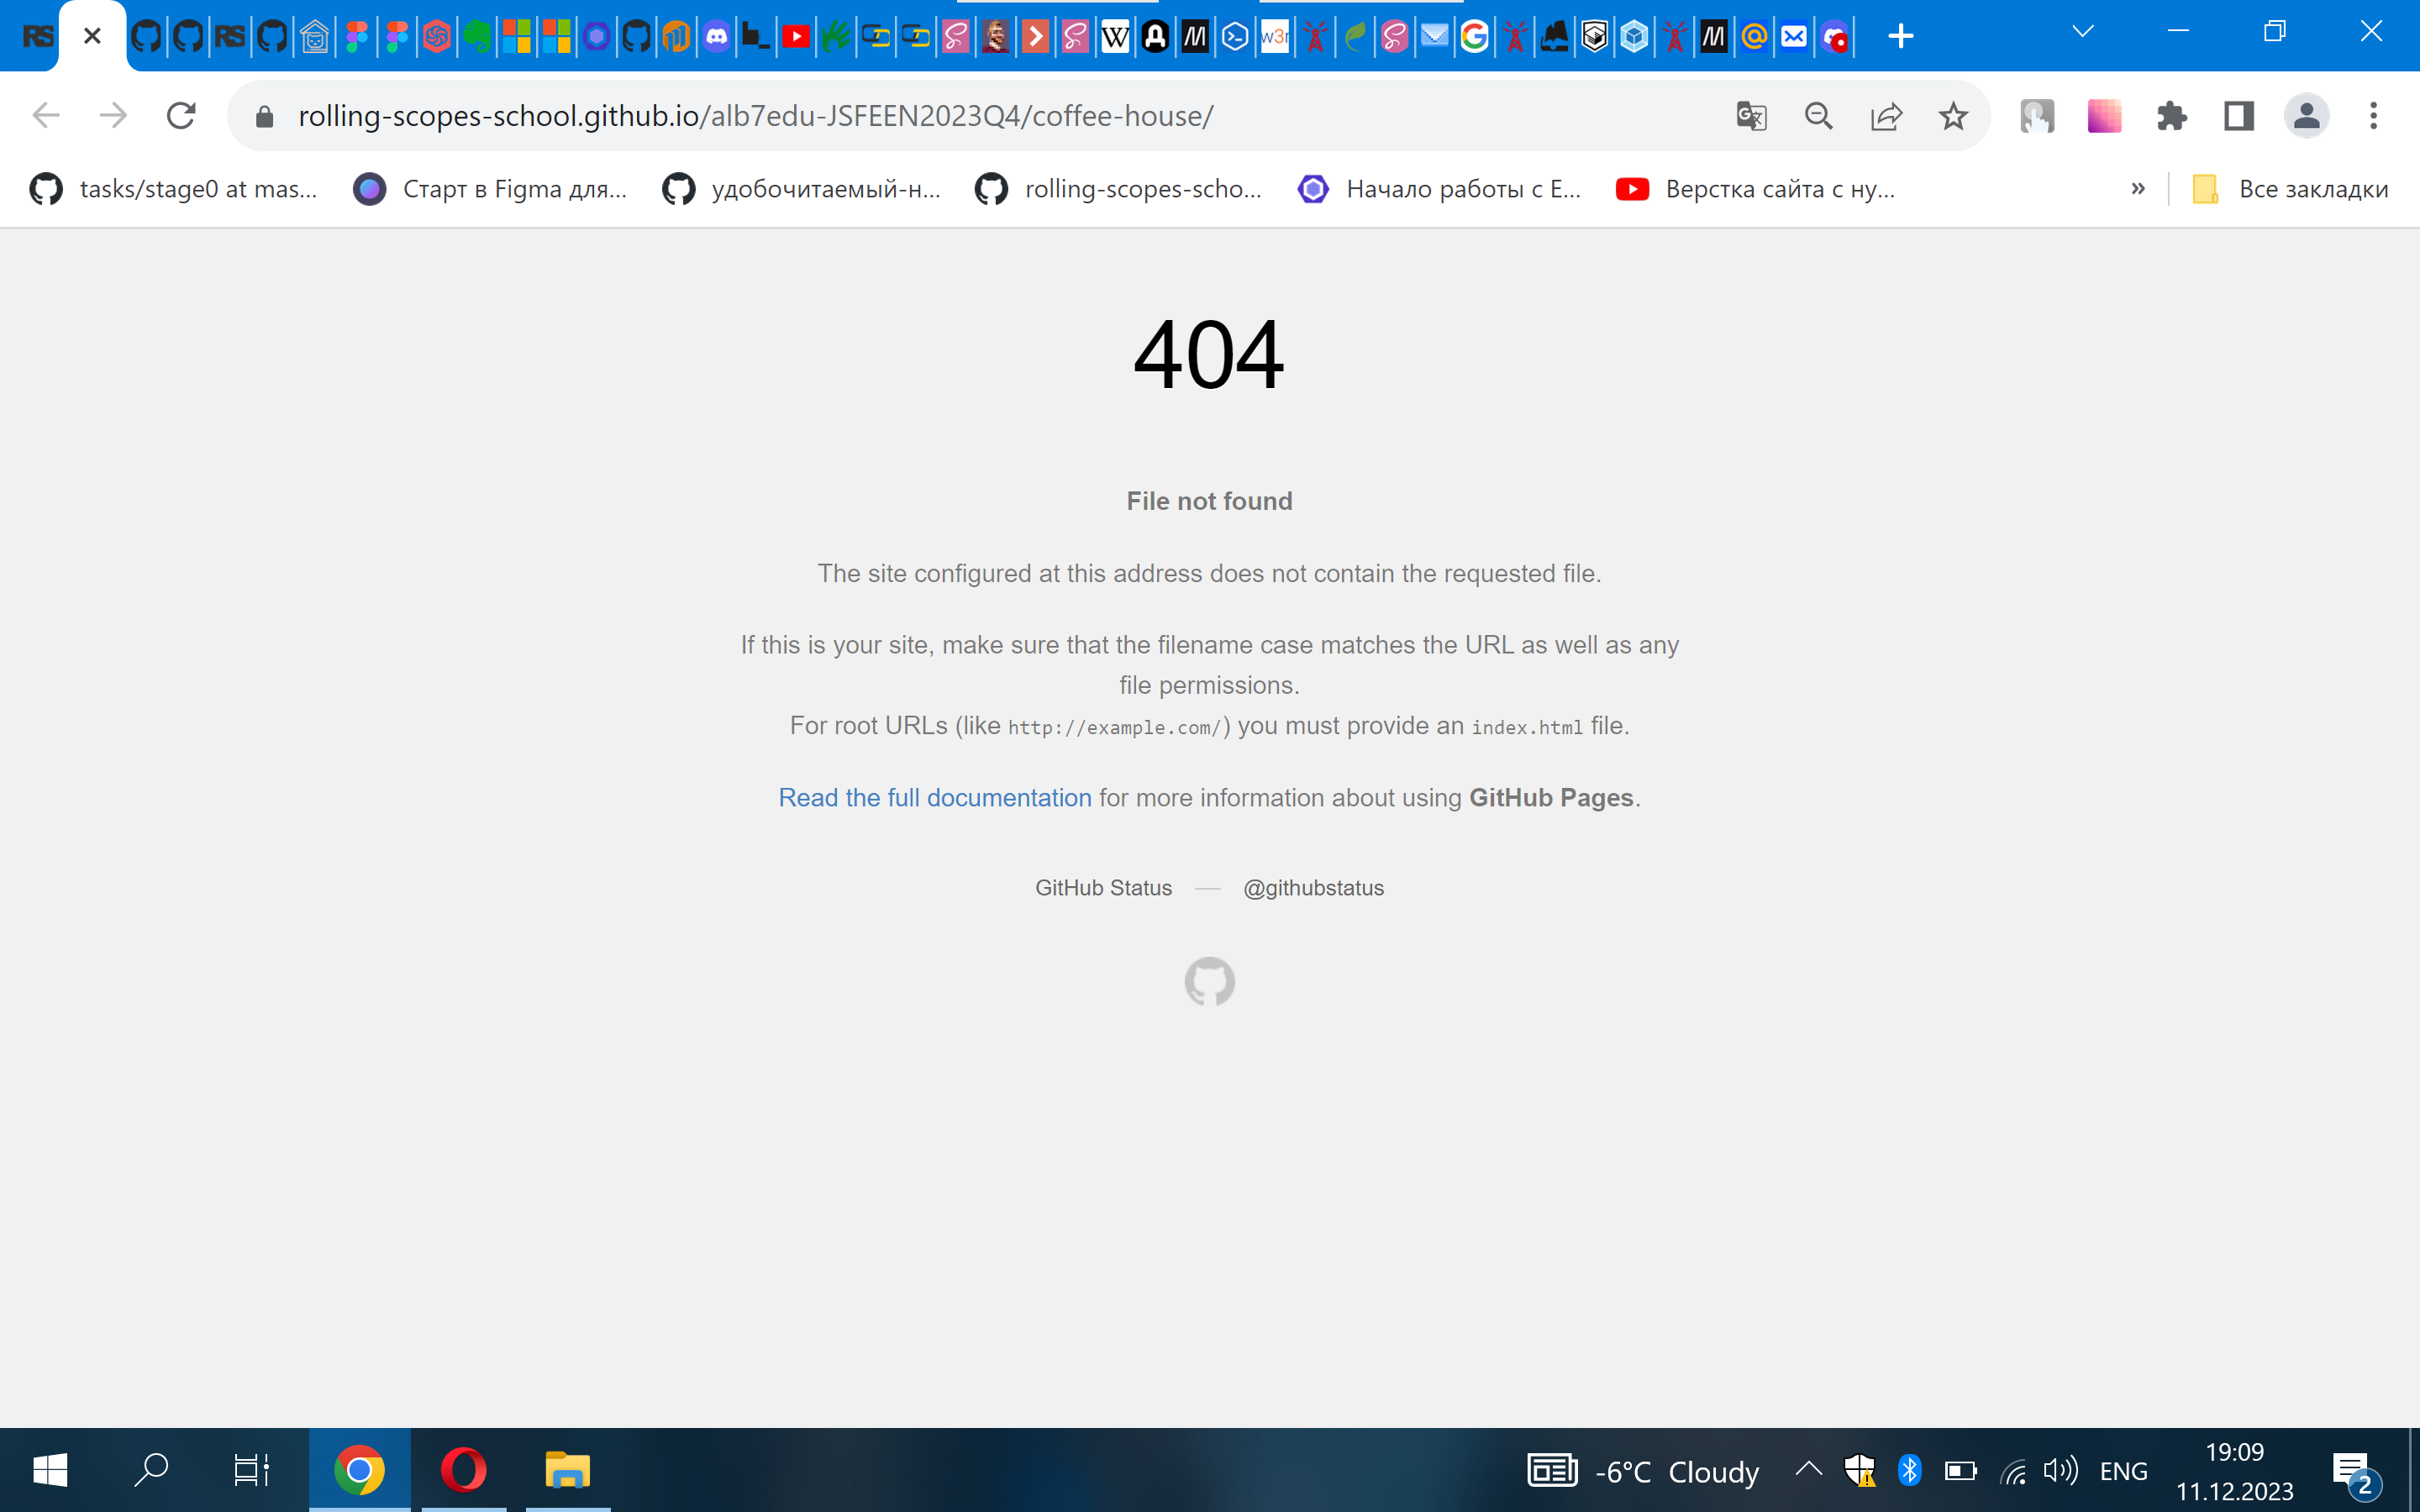 RS
RS
W
w3r
rolling-scopes-school.github.io/alb7edu-JSFEEN2023Q4/coffee-house/
tasks/stage0 at mas...
Старт в Figma для...
удобочитаемый-н...
rolling-scopes-scho...
Начало работы с E...
Верстка сайта с ну...
»
Все закладки
404
File not found
The site configured at this address does not contain the requested file.
If this is your site, make sure that the filename case matches the URL as well as any
file permissions.
For root URLs (like http://example.com/) you must provide an index.html file.
Read the full documentation for more information about using GitHub Pages.
GitHub Status — @githubstatus
-6°C Cloudy
ENG
19:09
11.12.2023
2